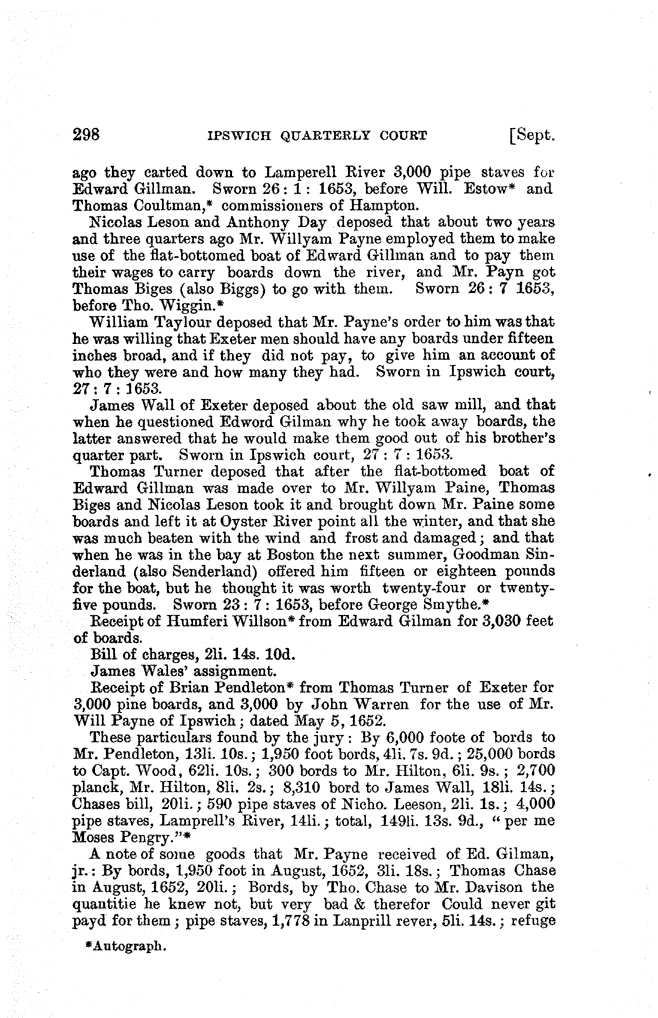 298 IPSWICH QUARTERLY COURT [Sept.
ago they carted down to Lamperell River 3,000 pipe staves for
Edward Gillman. Sworn 26 : 1 : 1653, before Will. Estow* and
Thomas Coultman,* commissioners of Hampton.
Nicolas Leson and Anthony Day deposed that about two years
and three quarters ago Mr. Willyam Payne employed them to make
use of the flat-bottomed boat of Edward Gillman and to pay them
their wages to carry boards down the river, and Mr. Payn got
Thomas Biges (also Biggs) to go with them. Sworn 26 : 7 1653,
before Tho. Wiggin.*
William Taylour deposed that Mr. Payne's order to him was that
he was willing that Exeter men should have any boards under fifteen
inches broad, and if they did not pay, to give him an account of
who they were and how many they had. Sworn in Ipswich court,
27 : 7 : 1653.
James Wall of Exeter deposed about the old saw mill, and that
when he questioned Edword Gilman why he took away boards, the
latter answered that he would make them good out of his brother's
quarter part. Sworn in Ipswich court, 27 : 7 : 1653.
Thomas Turner deposed that after the flat-bottomed boat of
Edward Gillman was made over to Mr. Willyam Paine, Thomas
Biges and Nicolas Leson took it and brought down Mr. Paine some
boards and left it at Oyster River point all the winter, and that she
was much beaten with the wind and frost and damaged ; and that
when he was in the bay at Boston the next summer, Goodman Sin-
derland (also Senderland) offered him fifteen or eighteen pounds
for the boat, but he thought it was worth twenty-four or twenty-
five pounds. Sworn 23 : 7 : 1653, before George Smythe.*
Receipt of Humferi Willson* from Edward Gilman for 3,030 feet
of boards.
Bill of charges, 2li. 14s. 10d.
James Wales' assignment.
Receipt of Brian Pendleton* from Thomas Turner of Exeter for
3,000 pine boards, and 3,000 by John Warren for the use of Mr.
Will Payne of Ipswich ; dated May 5, 1652.
These particulars found by the jury : By 6,000 foote of bords to
Mr. Pendleton, 13li. 10s. ; 1,950 foot bords, 4li. 7s. 9d. ; 25,000 bords
to Capt. Wood, 62li. 10s. ; 300 bords to Mr. Hilton, 6li. 9s. ; 2,700
planck, Mr. Hilton, 8li. 2s. ; 8,310 bord to James Wall, 18li. 14s. ;
Chases bill, 20li. ; 590 pipe staves of Nicho. Leeson, 2li. 1s. ; 4,000
pipe staves, Lamprell's River, 14li. ; total, 149li. 13s. 9d., " per me
Moses Pengry."*
A note of some goods that Mr. Payne received of Ed. Gilman,
jr. : By bords, 1,950 foot in August, 1652, 3li. 18s. ; Thomas Chase
in August, 1652, 20li. ; Bords, by Tho. Chase to Mr. Davison the
quantitie he knew not, but very bad & therefor Could never git
payd for them ; pipe staves, 1,778 in Lanprill rever, 5li. 14s. ; refuge
*Autograph.